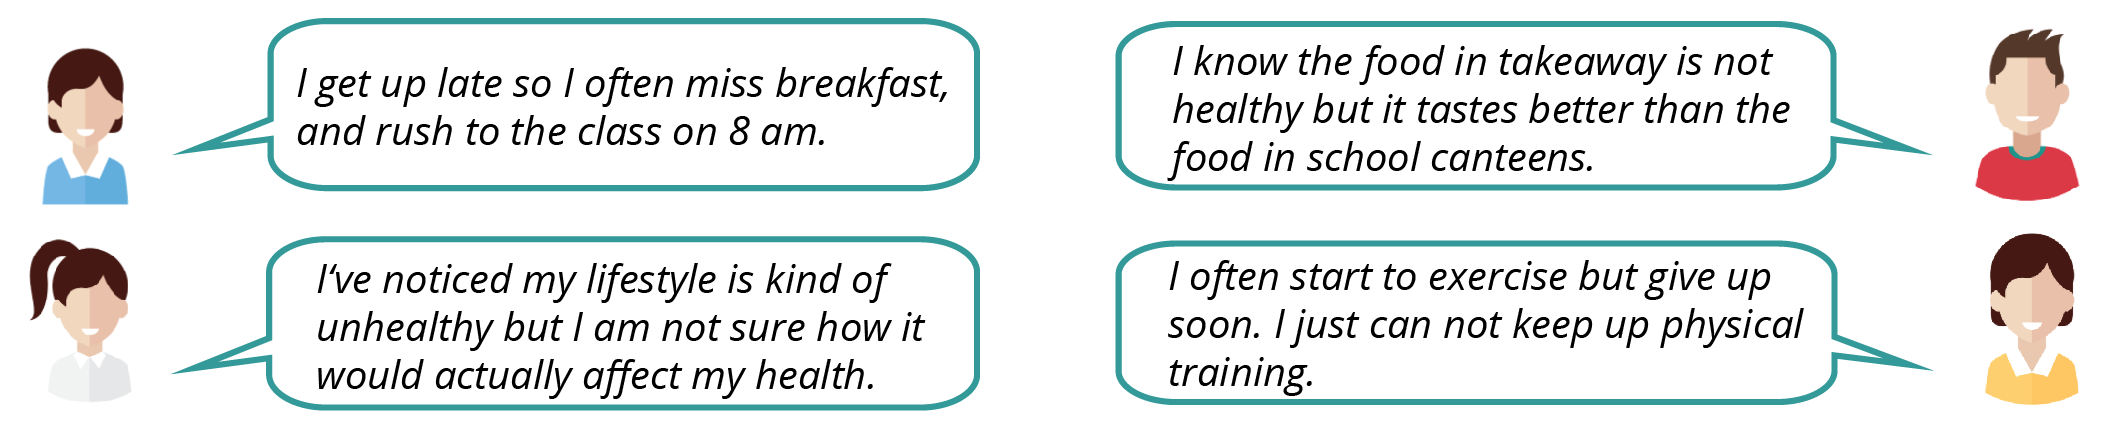 I get up late so I often miss breakfast,
and rush to the class on 8 am.
I know the food in takeaway is not
healthy but it tastes better than the
food in school canteens.
I‘ve noticed my lifestyle is kind of
unhealthy but I am not sure how it
would actually affect my health.
I often start to exercise but give up
soon. I just can not keep up physical
training.